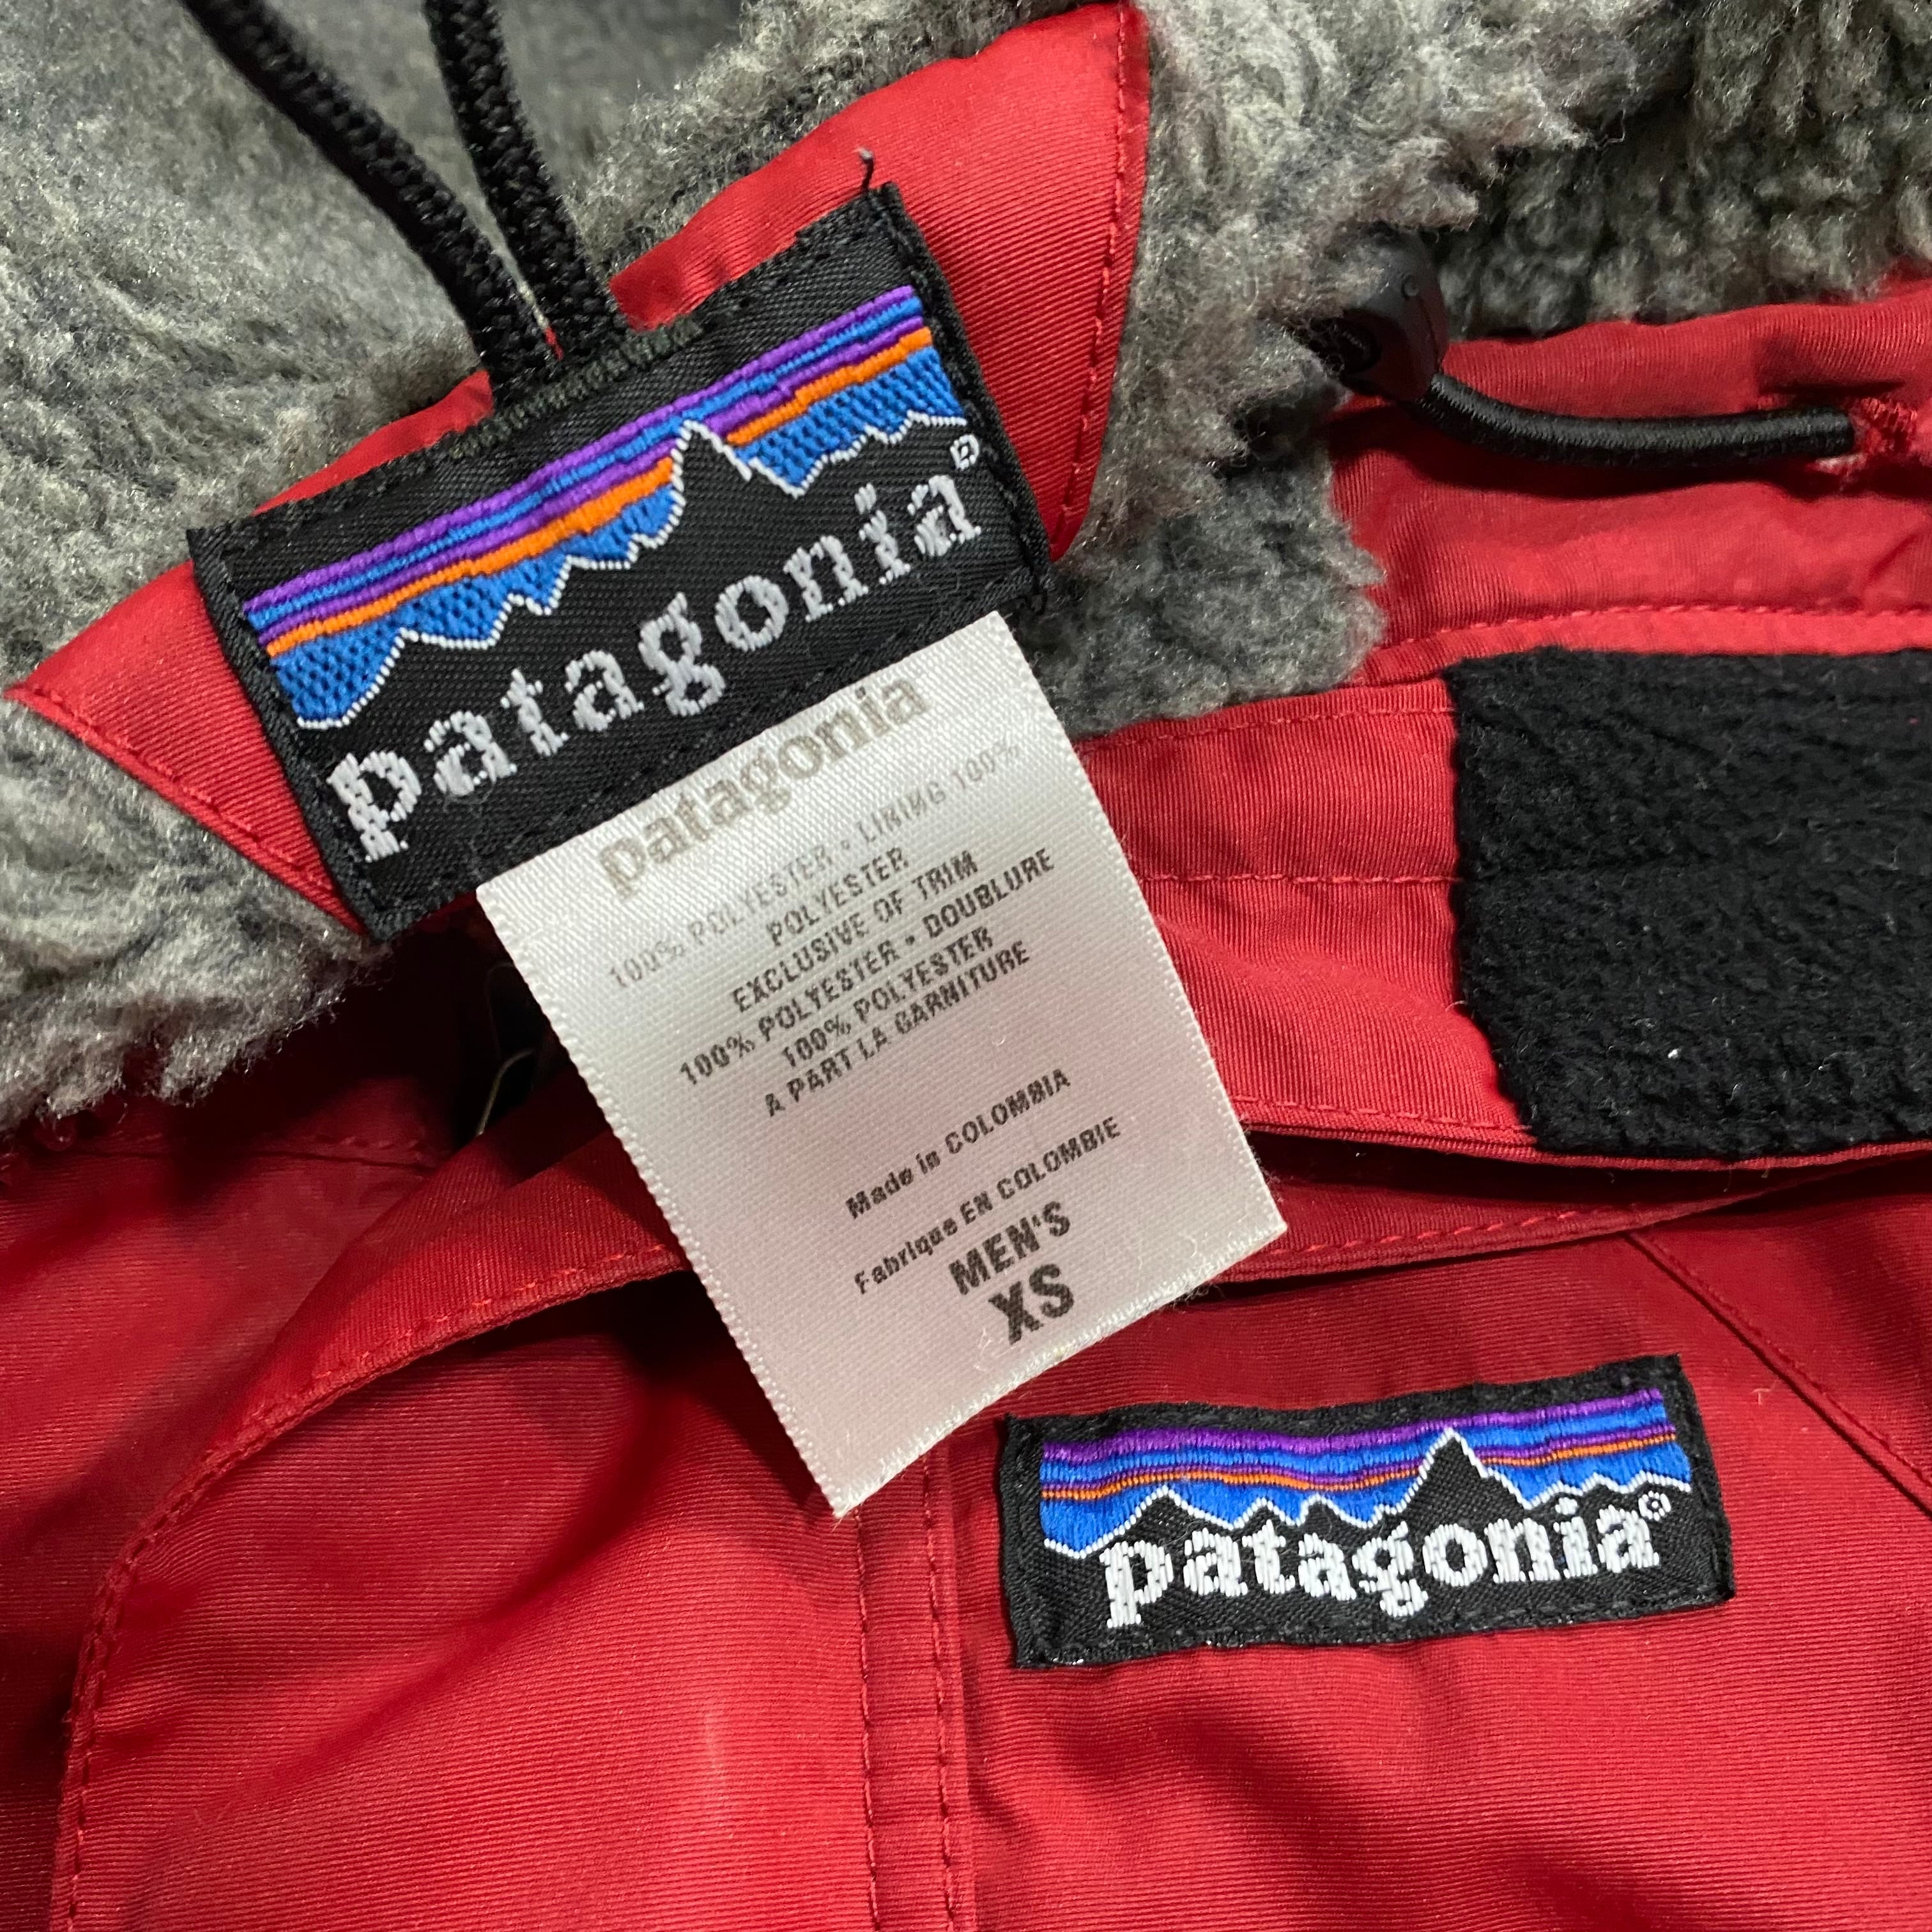 patagonia®
patagonia
100% POLYESTER • LINING 100%
POLYESTER
EXCLUSIVE OF TRIM
100% POLYESTER • DOUBLURE
100% POLYESTER
A PART LA GARNITURE
Made in COLOMBIA
Fabrique EN COLOMBIE
MEN'S
XS
patagonia®